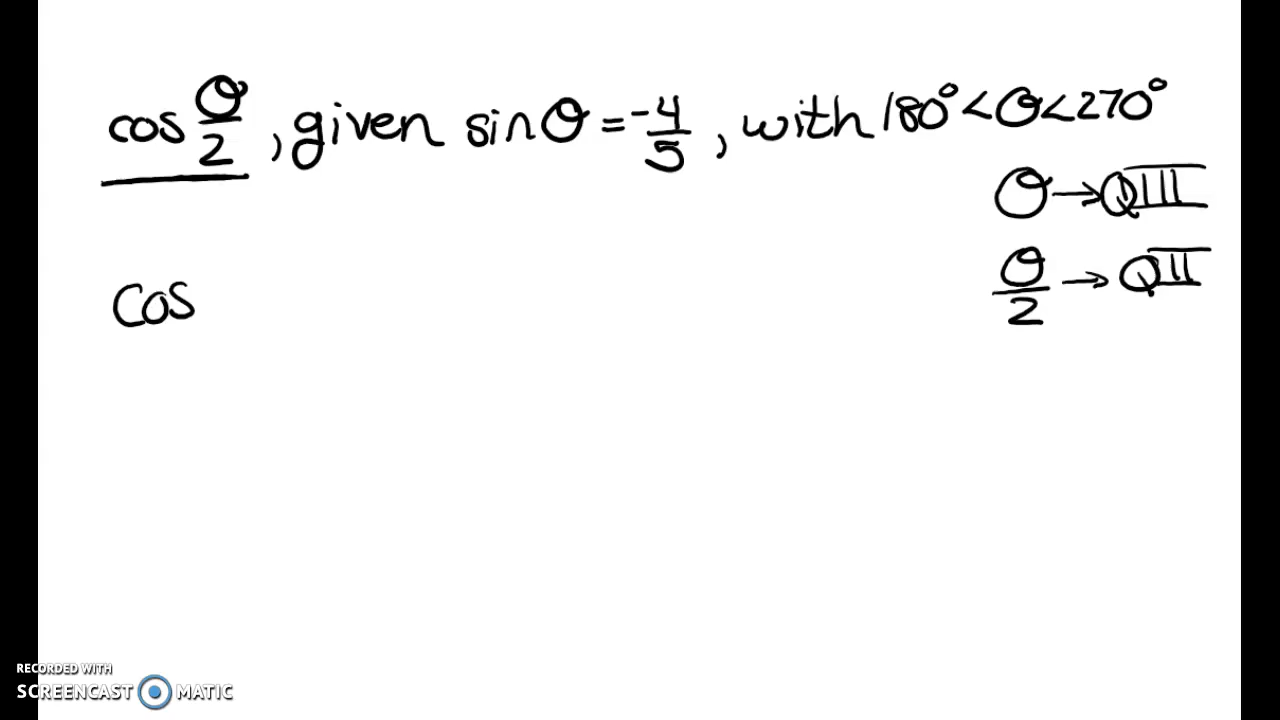 cos θ/2, given sin θ = -4/5, with 180° < θ < 270°
θ → QIII
θ/2 → QII
cos
RECORDED WITH
SCREENCAST MATIC